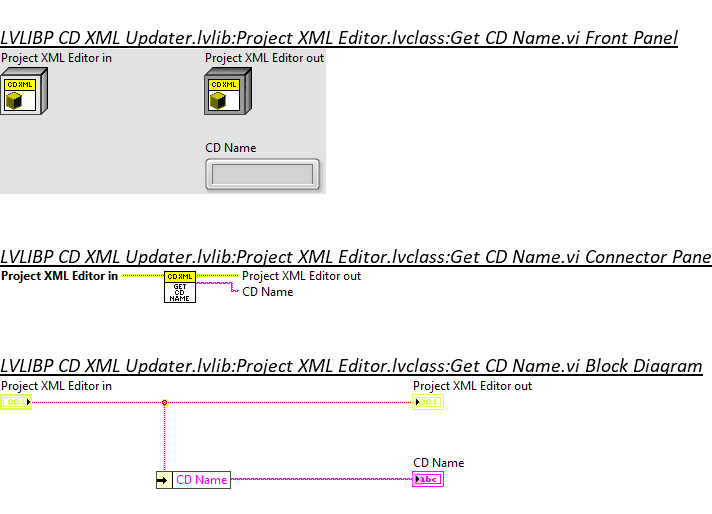 LVLIBP CD XML Updater.lvlib:Project XML Editor.lvclass:Get CD Name.vi Front Panel
Project XML Editor in Project XML Editor out
CD XML CD XML
CD Name
LVLIBP CD XML Updater.lvlib:Project XML Editor.lvclass:Get CD Name.vi Connector Pane
Project XML Editor in CD XML Project XML Editor out
GET
CD
NAME
CD Name
LVLIBP CD XML Updater.lvlib:Project XML Editor.lvclass:Get CD Name.vi Block Diagram
Project XML Editor in Project XML Editor out
CD Name
CD Name abc